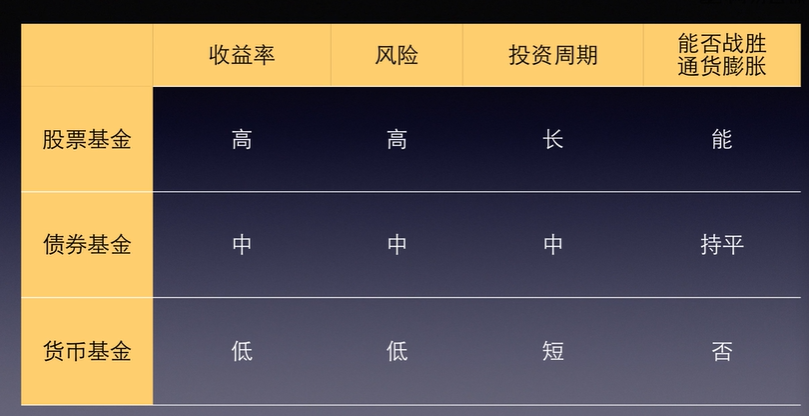 收益率 风险 投资周期 能否战胜
通货膨胀
股票基金 高 高 长 能
债券基金 中 中 中 持平
货币基金 低 低 短 否